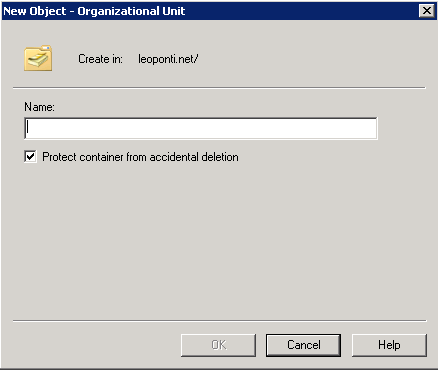 New Object - Organizational Unit
Create in: leoponti.net/
Name:
Protect container from accidental deletion
OK Cancel Help